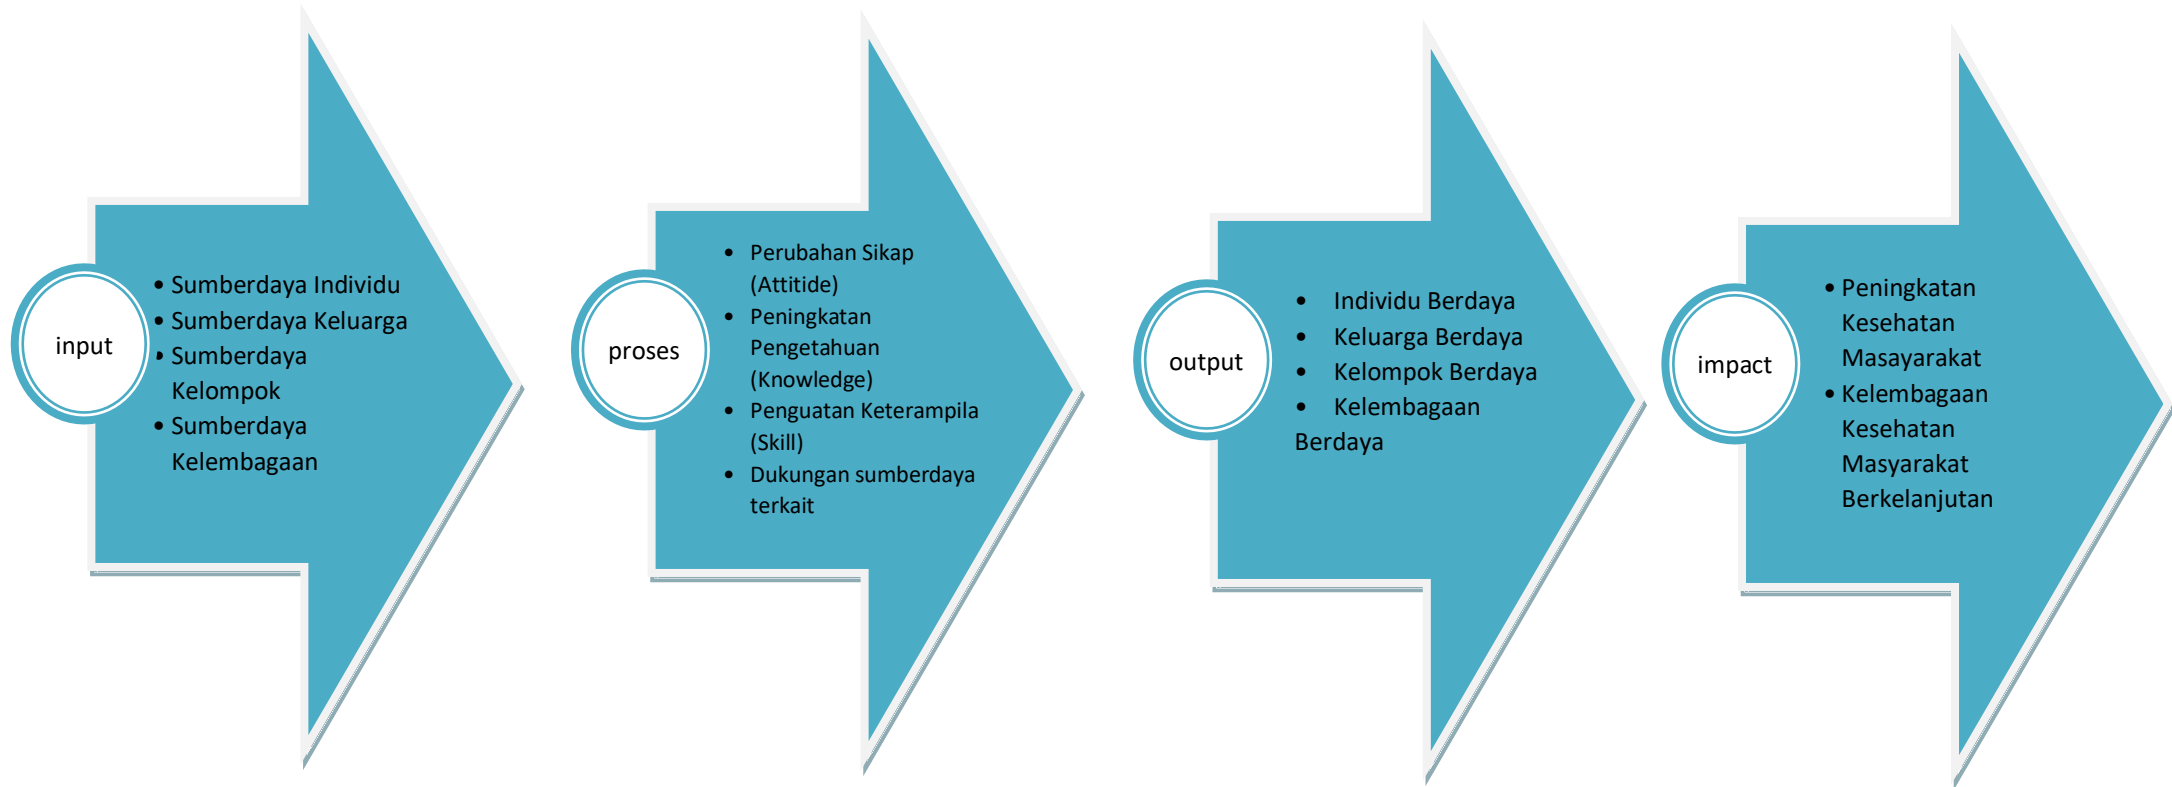 input
• Sumberdaya Individu
• Sumberdaya Keluarga
• Sumberdaya
Kelompok
• Sumberdaya
Kelembagaan
proses
• Perubahan Sikap
(Attitide)
• Peningkatan
Pengetahuan
(Knowledge)
• Penguatan Keterampila
(Skill)
• Dukungan sumberdaya
terkait
output
• Individu Berdaya
• Keluarga Berdaya
• Kelompok Berdaya
• Kelembagaan
Berdaya
impact
• Peningkatan
Kesehatan
Masayarakat
• Kelembagaan
Kesehatan
Masyarakat
Berkelanjutan